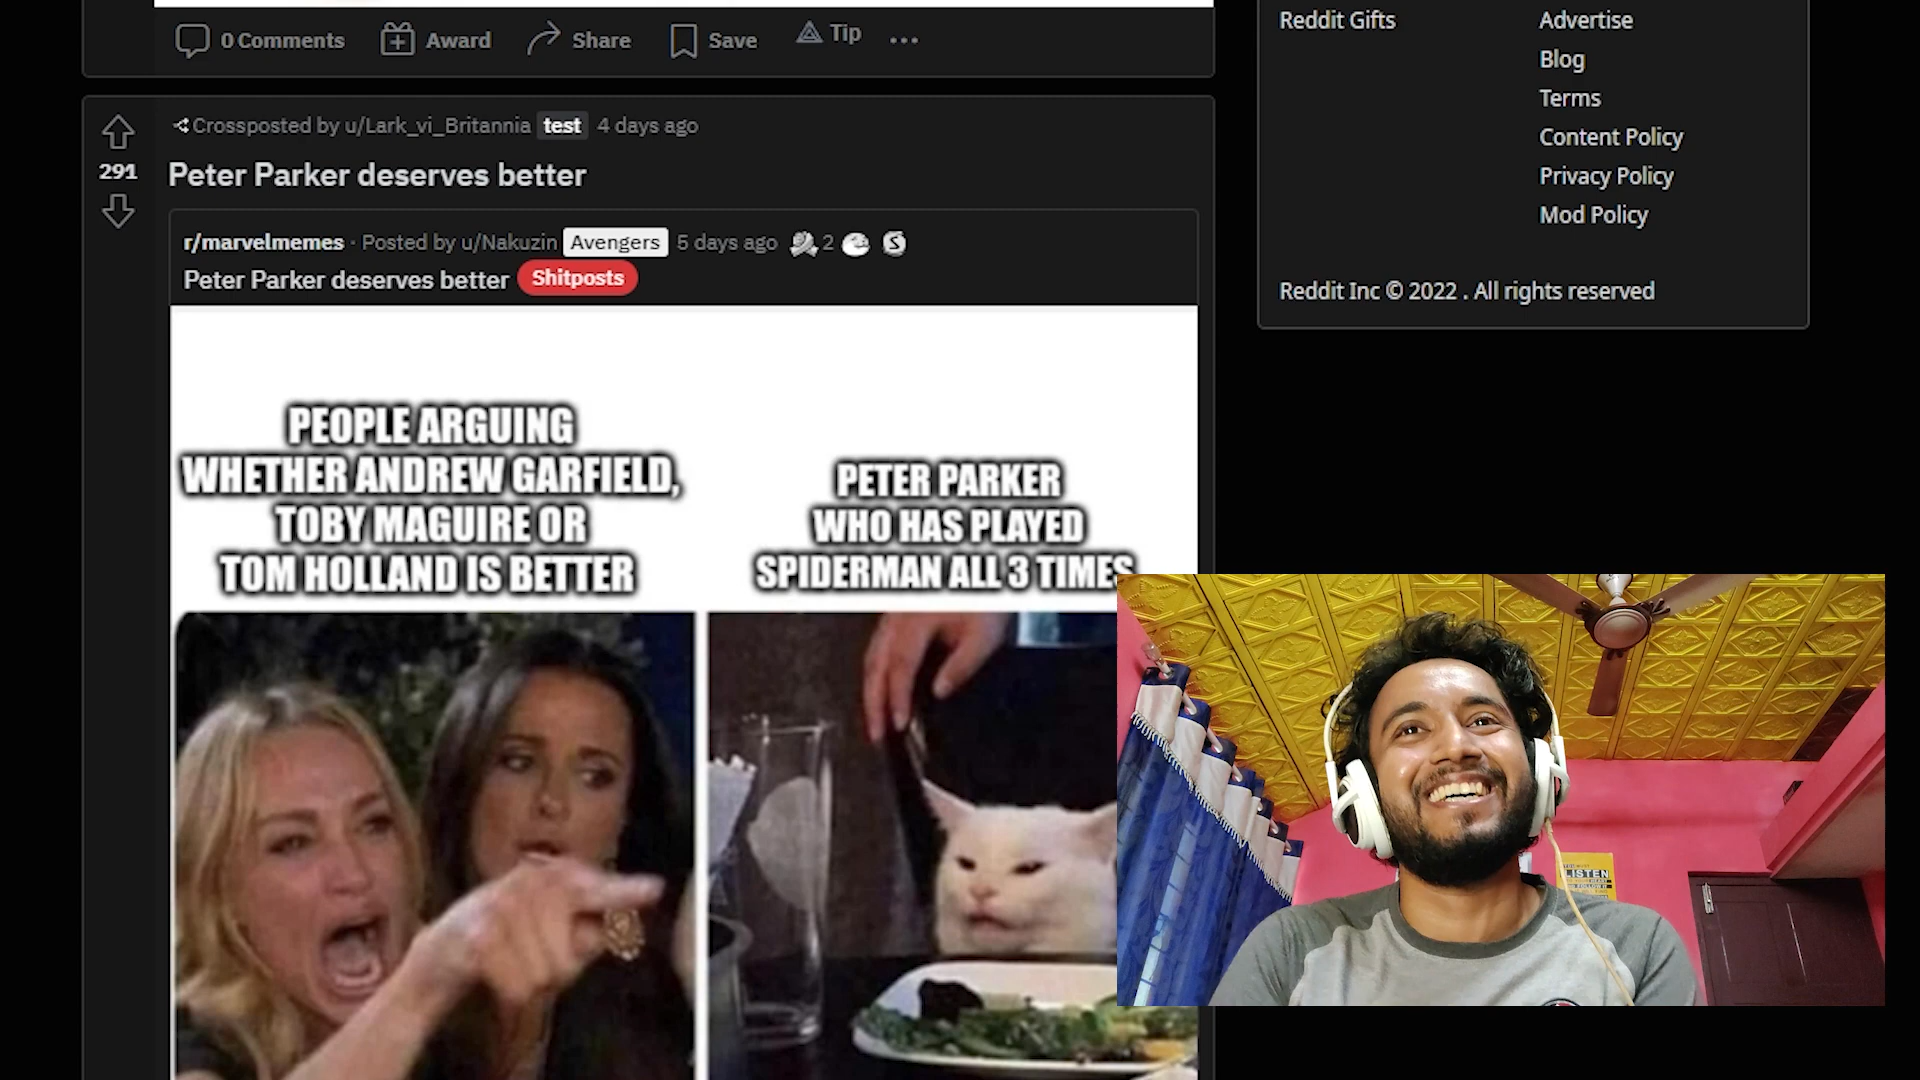 0 Comments Award Share Save Tip
Crossposted by u/Lark_vi_Britannia test 4 days ago
291
Peter Parker deserves better
r/marvelmemes · Posted by u/Nakuzin Avengers 5 days ago 2 S
Peter Parker deserves better Shitposts
PEOPLE ARGUING
WHETHER ANDREW GARFIELD,
TOBY MAGUIRE OR
TOM HOLLAND IS BETTER
PETER PARKER
WHO HAS PLAYED
SPIDERMAN ALL 3 TIMES
Reddit Gifts
Advertise
Blog
Terms
Content Policy
Privacy Policy
Mod Policy
Reddit Inc © 2022 . All rights reserved
LISTEN